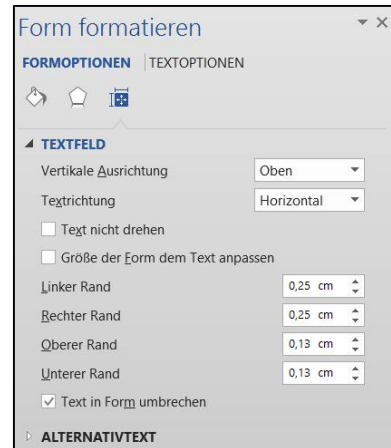 Form formatieren
FORMOPTIONEN TEXTOPTIONEN
TEXTFELD
Vertikale Ausrichtung Oben
Textrichtung Horizontal
Text nicht drehen
Größe der Form dem Text anpassen
Linker Rand 0,25 cm
Rechter Rand 0,25 cm
Oberer Rand 0,13 cm
Unterer Rand 0,13 cm
Text in Form umbrechen
ALTERNATIVTEXT